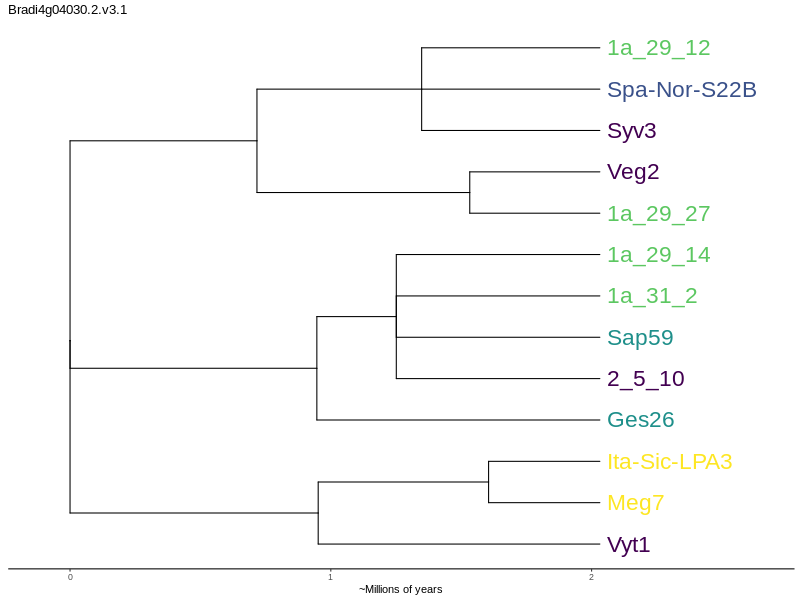 Bradi4g04030.2.v3.1
1a_29_12
Spa-Nor-S22B
Syv3
Veg2
1a_29_27
1a_29_14
1a_31_2
Sap59
2_5_10
Ges26
Ita-Sic-LPA3
Meg7
Vyt1
0 1 2
~Millions of years